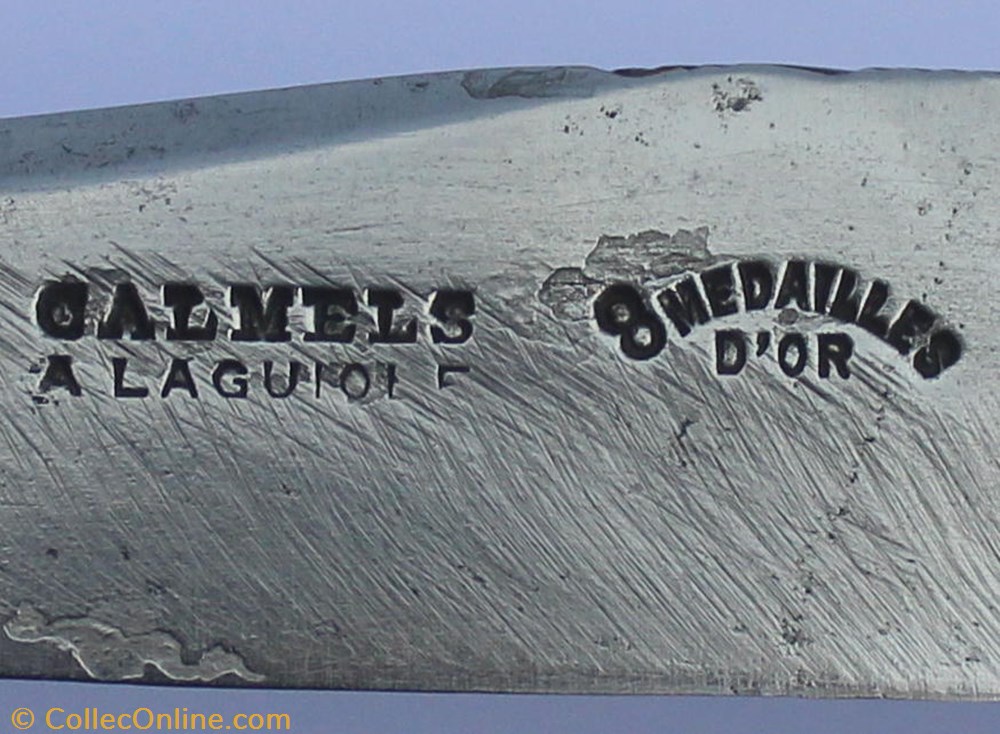 CALMELS
A LAGUIOLE
8 MEDAILLES
D'OR
© CollecOnline.com